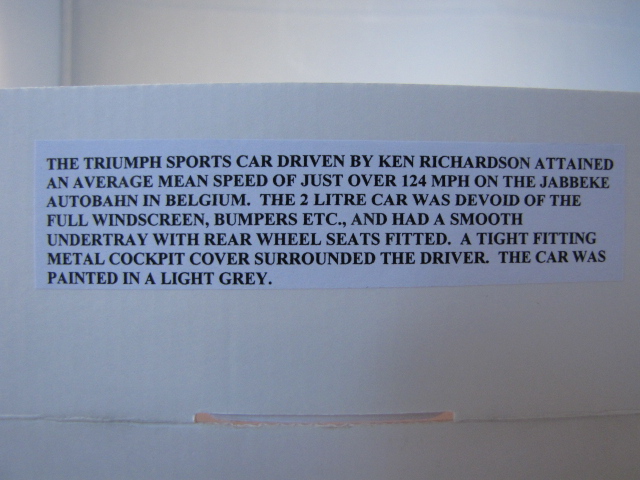 THE TRIUMPH SPORTS CAR DRIVEN BY KEN RICHARDSON ATTAINED
AN AVERAGE MEAN SPEED OF JUST OVER 124 MPH ON THE JABBEKE
AUTOBAHN IN BELGIUM. THE 2 LITRE CAR WAS DEVOID OF THE
FULL WINDSCREEN, BUMPERS ETC., AND HAD A SMOOTH
UNDERTRAY WITH REAR WHEEL SEATS FITTED. A TIGHT FITTING
METAL COCKPIT COVER SURROUNDED THE DRIVER. THE CAR WAS
PAINTED IN A LIGHT GREY.